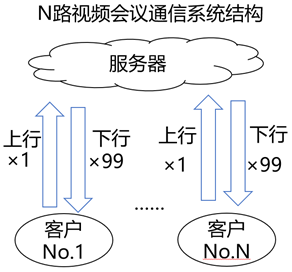 N路视频会议通信系统结构
服务器
上行
×1
下行
×99
上行
×1
下行
×99
......
客户
No.1
客户
No.N